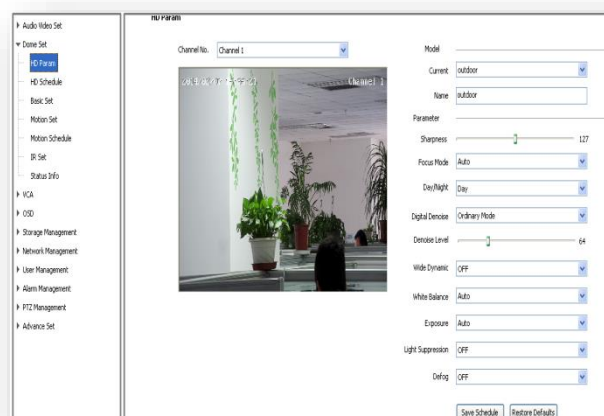 HD Param
Audio Video Set
Dome Set
HD Param
HD Schedule
Basic Set
Motion Set
Motion Schedule
IR Set
Status Info
VCA
OSD
Storage Management
Network Management
User Management
Alarm Management
PTZ Management
Advance Set
Channel No. Channel 1
Channel 1
Model
Current outdoor
Name outdoor
Parameter
Sharpness 127
Focus Mode Auto
Day/Night Day
Digital Denoise Ordinary Mode
Denoise Level 64
Wide Dynamic OFF
White Balance Auto
Exposure Auto
Light Suppression OFF
Defog OFF
Save Schedule Restore Defaults